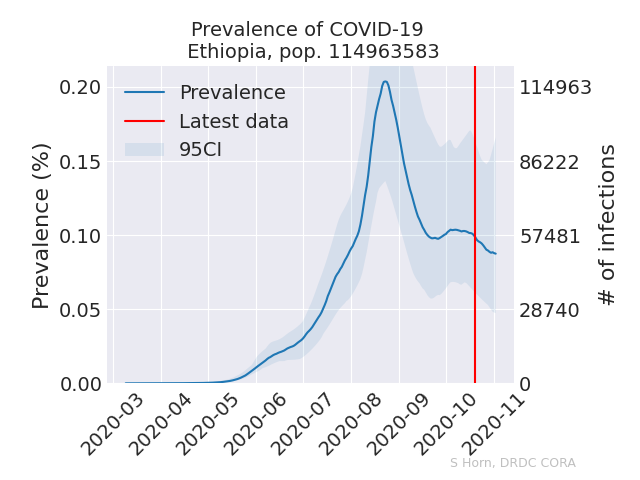 Prevalence of COVID-19
Ethiopia, pop. 114963583
Prevalence
Latest data
95CI
Prevalence (%)
0.20
0.15
0.10
0.05
0.00
114963
86222
57481
28740
0
# of infections
2020-03
2020-04
2020-05
2020-06
2020-07
2020-08
2020-09
2020-10
2020-11
S Horn, DRDC CORA